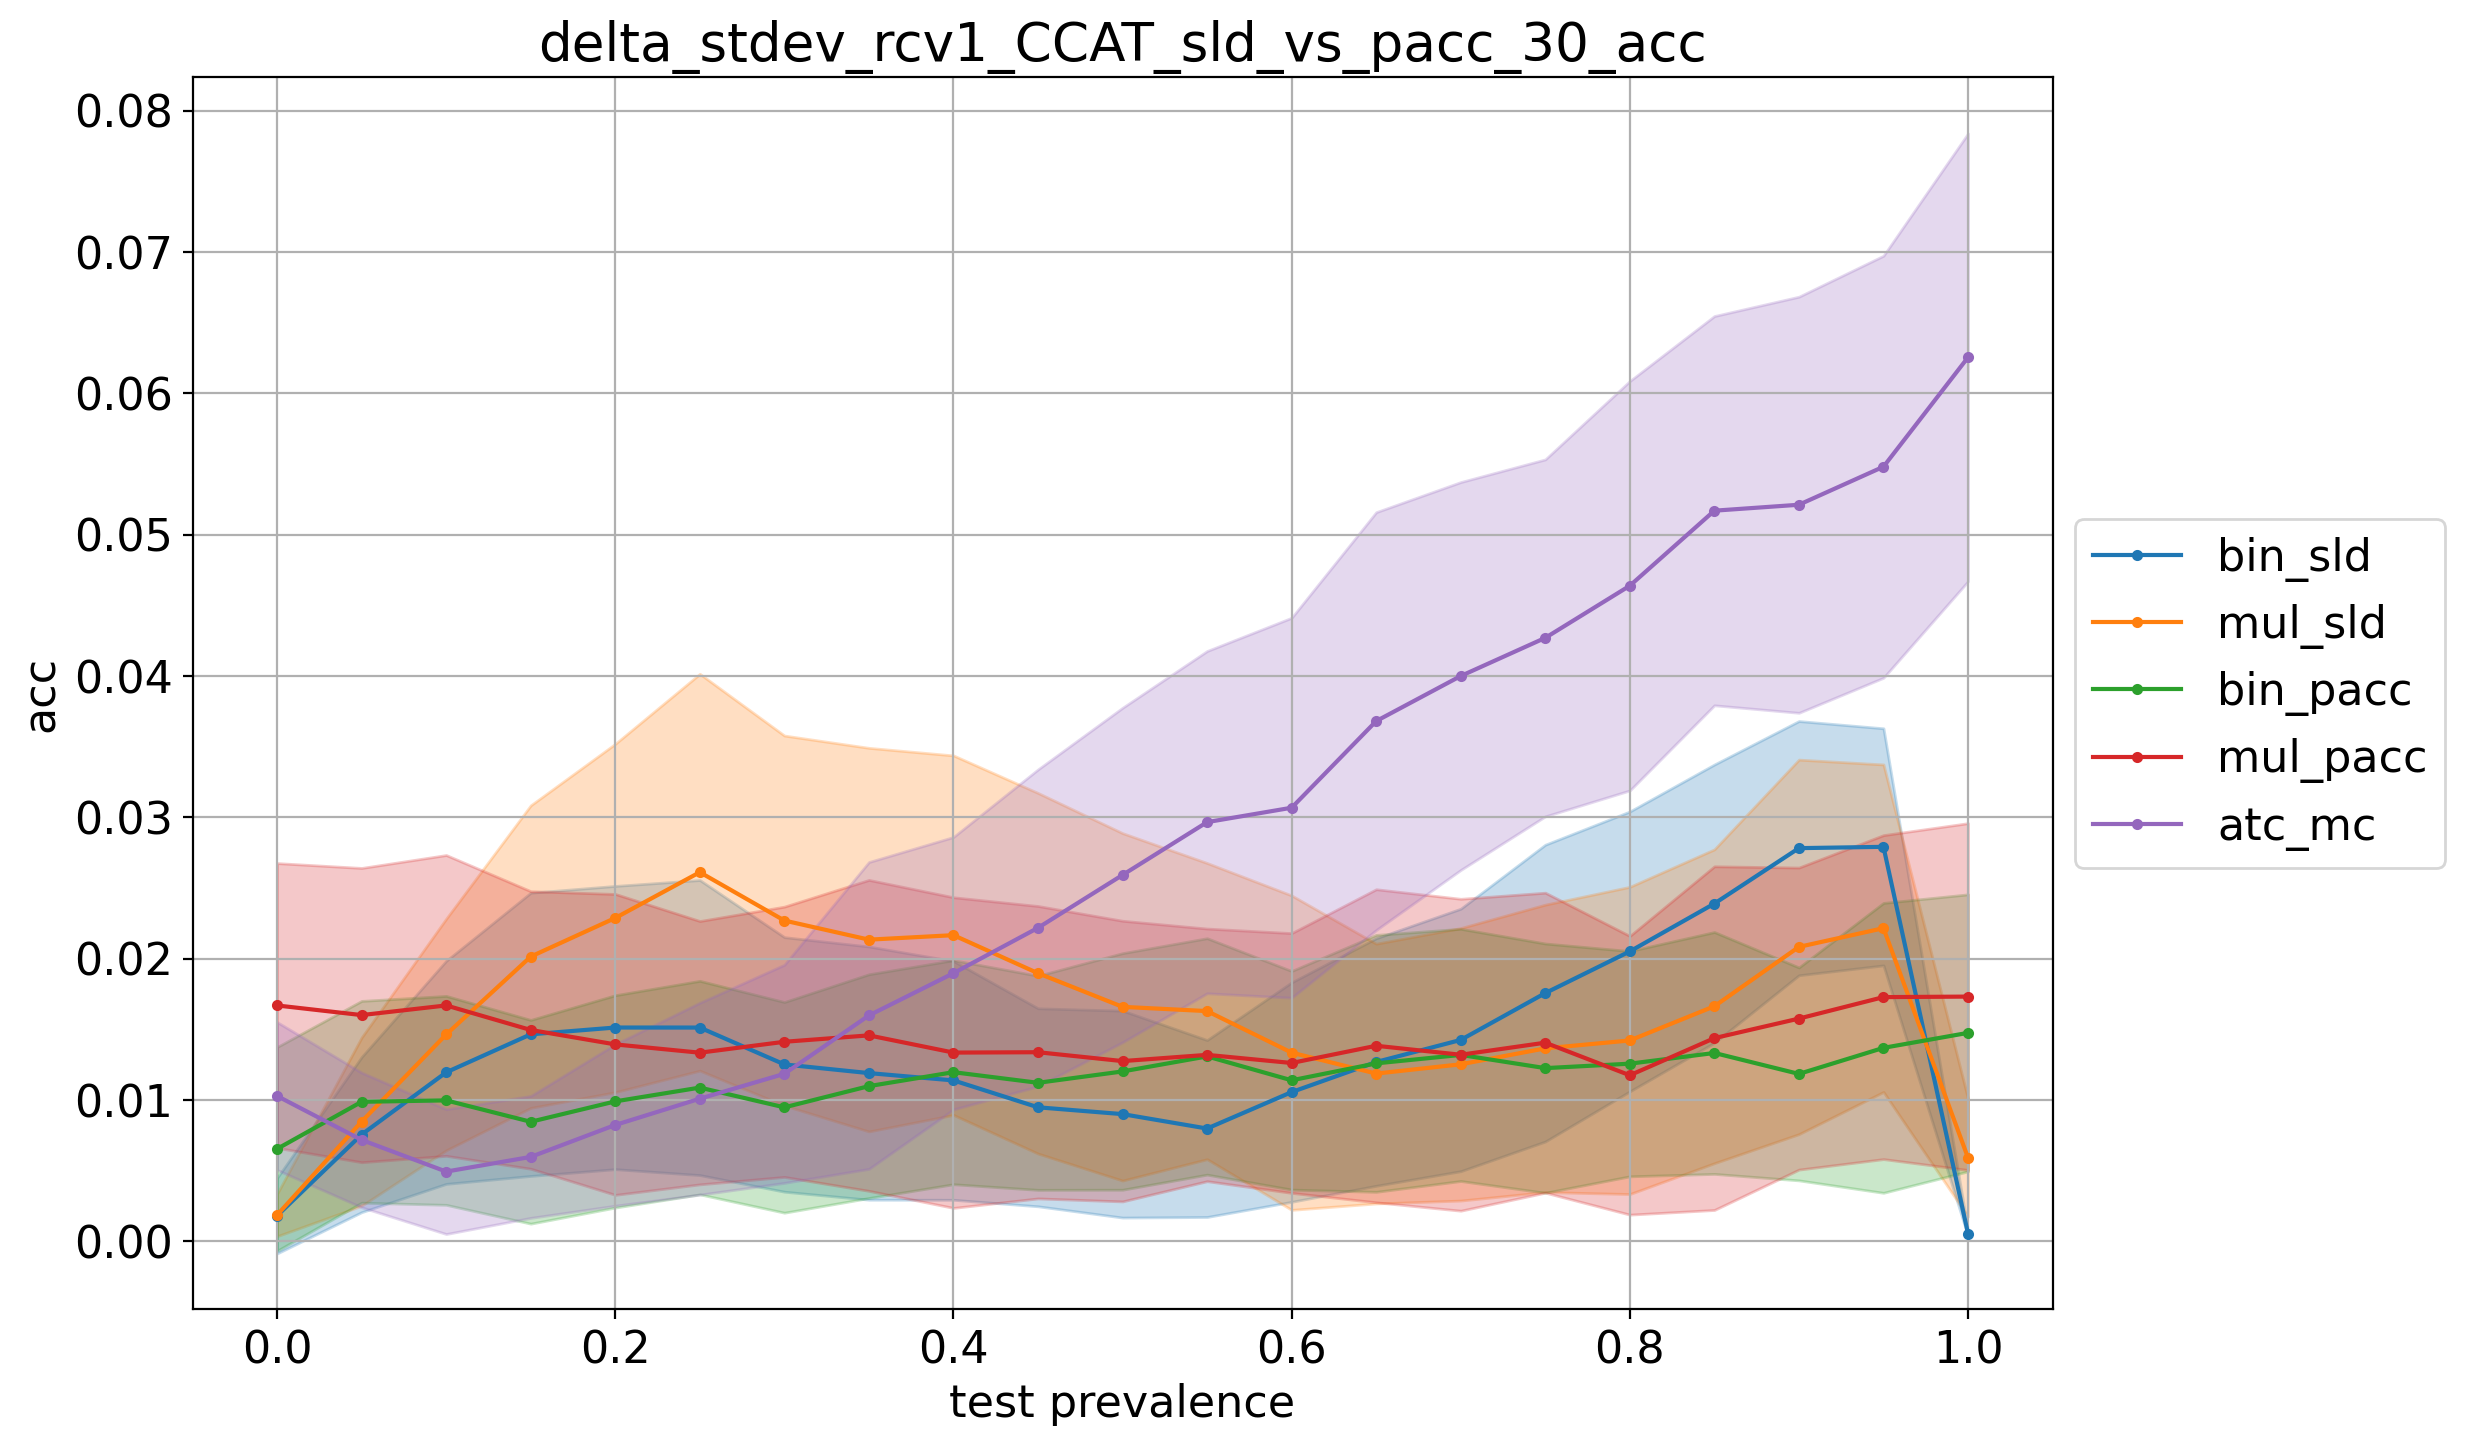 delta_stdev_rcv1_CCAT_sld_vs_pacc_30_acc
0.08
0.07
0.06
0.05
0.04
0.03
0.02
0.01
0.00
acc
0.0 0.2 0.4 0.6 0.8 1.0
test prevalence
bin_sld
mul_sld
bin_pacc
mul_pacc
atc_mc